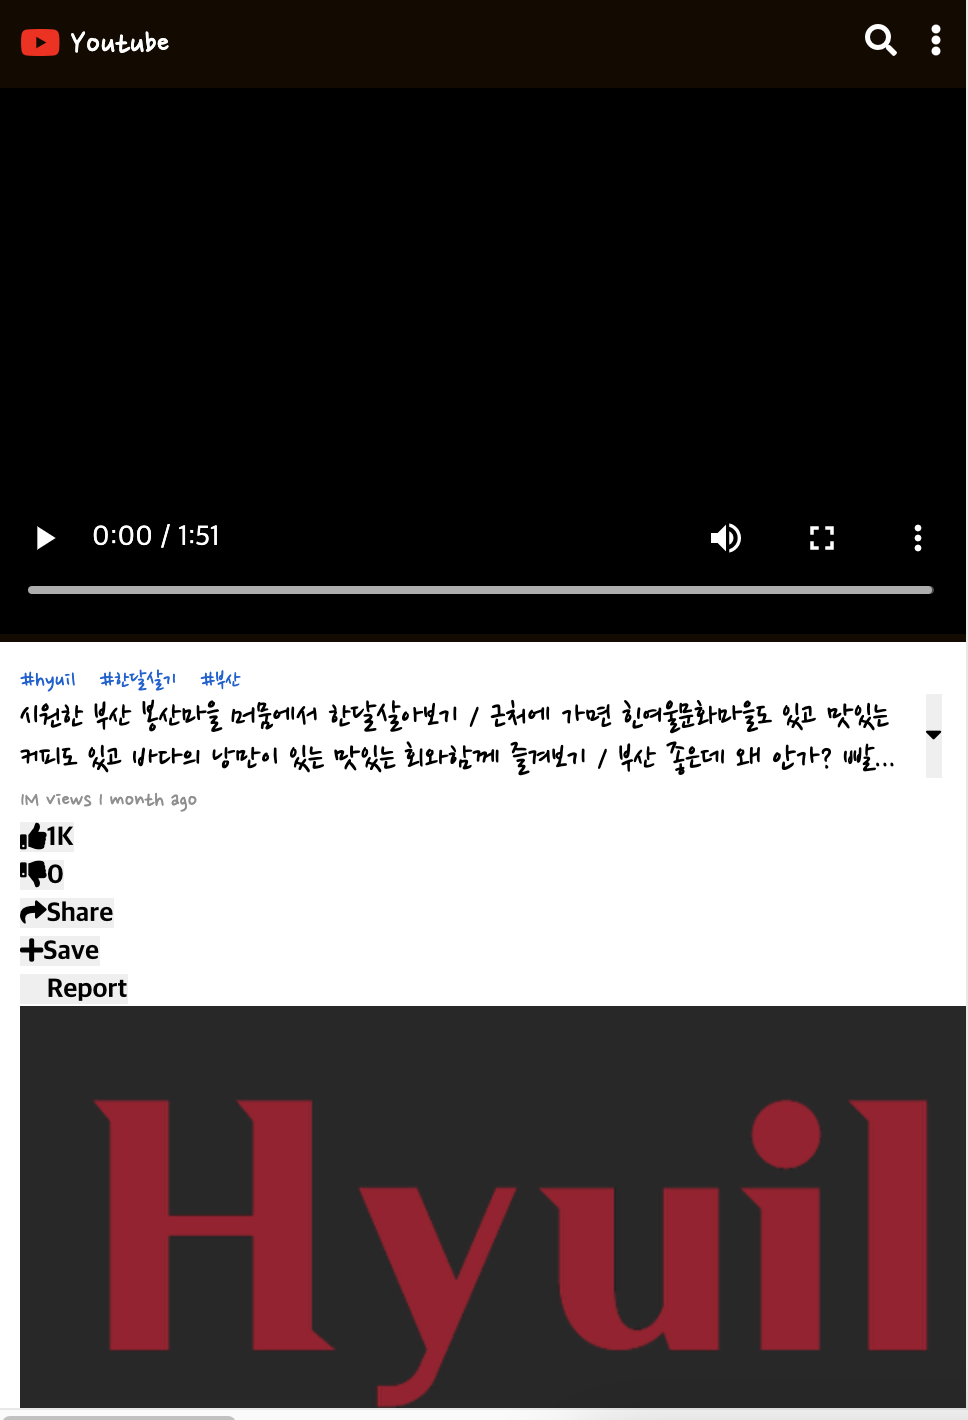 Youtube
0:00 / 1:51
#hyuil #한달살기 #부산
시원한 부산 봉산마을 머뭄에서 한달살아보기 / 근처에 가면 흰여울문화마을도 있고 맛있는
커피도 있고 바다의 낭만이 있는 맛있는 회와함께 즐겨보기 / 부산 좋은데 왜 안가? 빨...
1M views 1 month ago
1K
0
Share
Save
Report
Hyuil